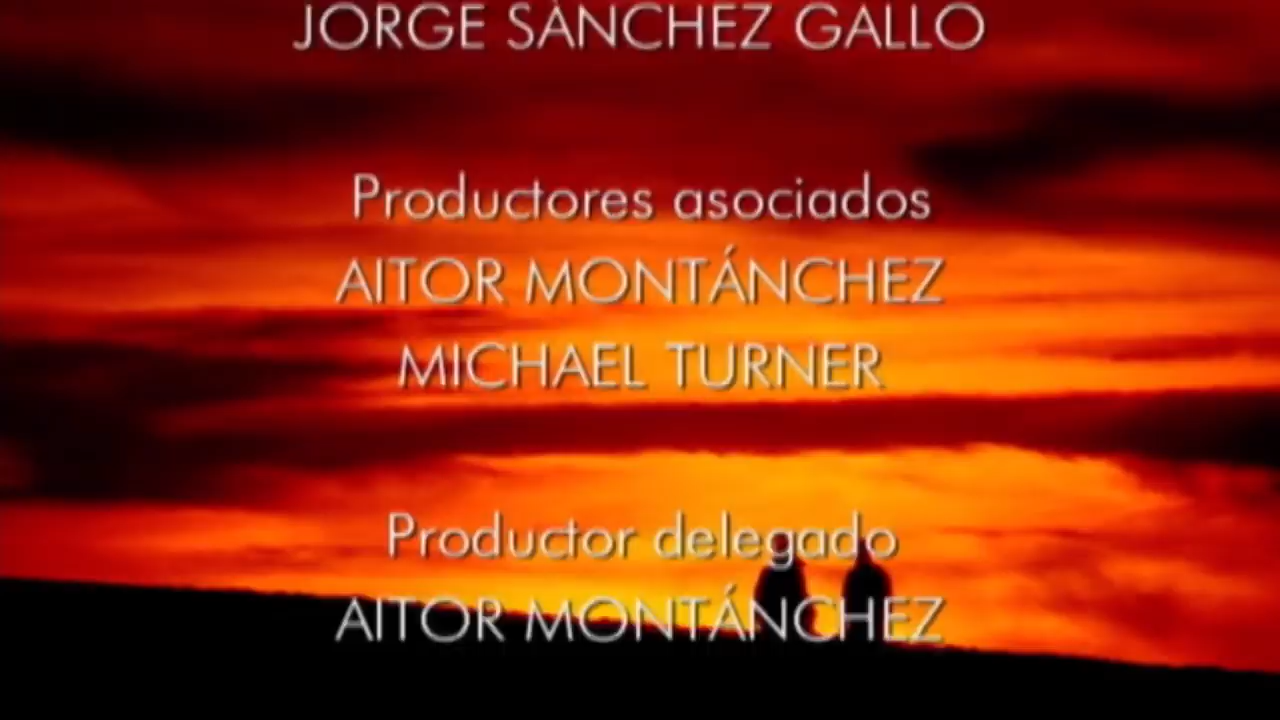 JORGE SÁNCHEZ GALLO
Productores asociados
AITOR MONTÁNCHEZ
MICHAEL TURNER
Productor delegado
AITOR MONTÁNCHEZ